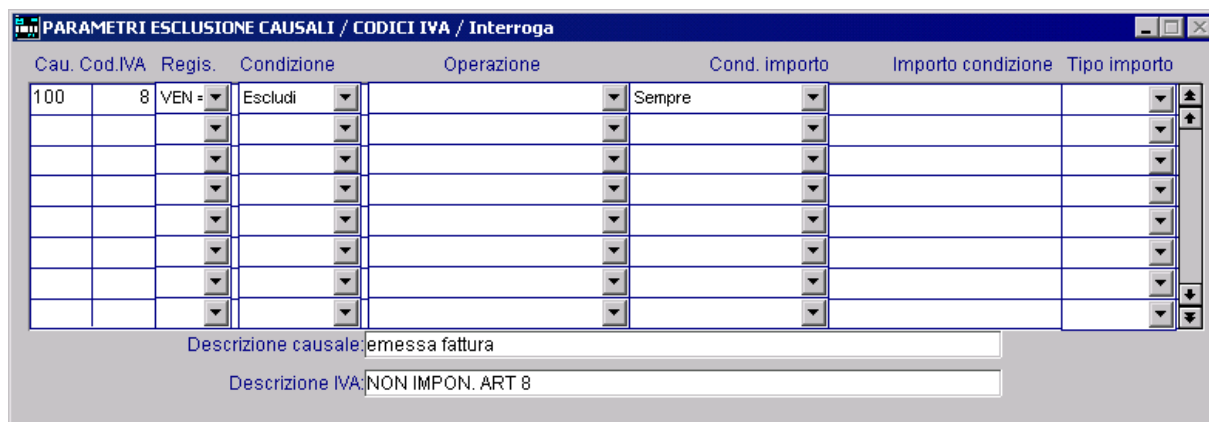 PARAMETRI ESCLUSIONE CAUSALI / CODICI IVA / Interroga
Cau. Cod.IVA Regis. Condizione Operazione Cond. importo Importo condizione Tipo importo
100 8 VEN = Escludi Sempre
Descrizione causale: emessa fattura
Descrizione IVA: NON IMPON. ART 8